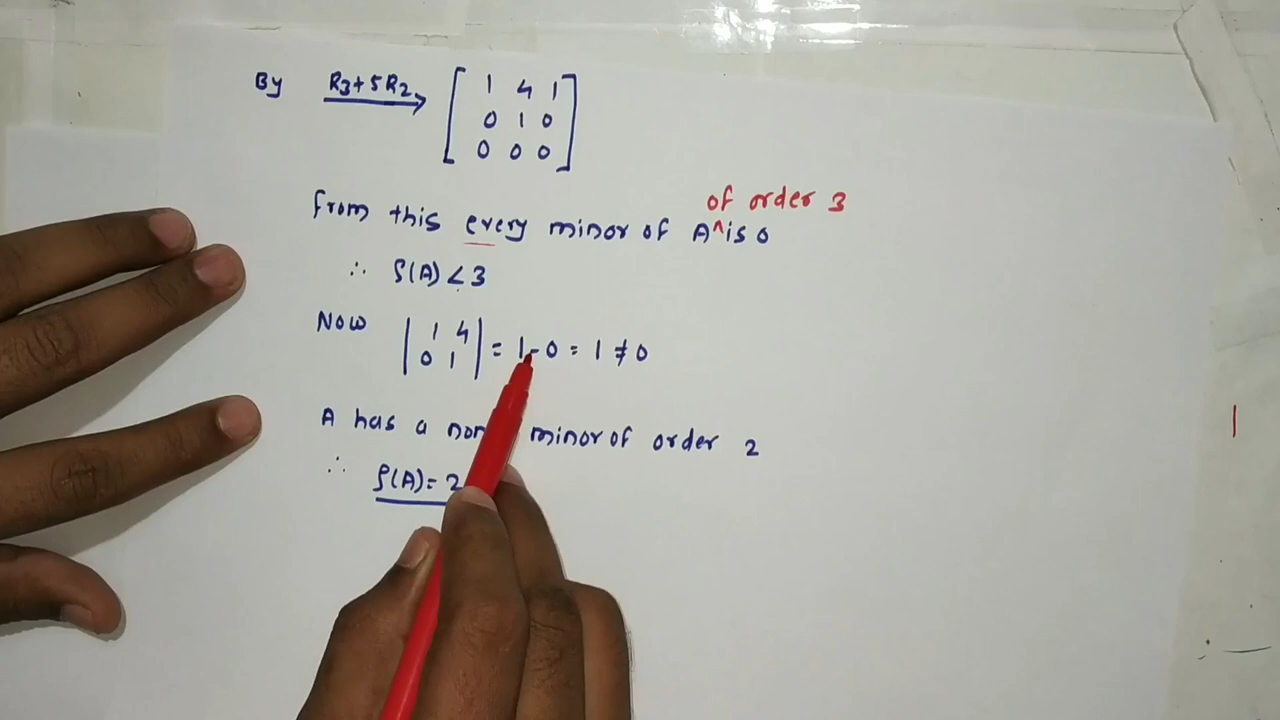 By R3+5R2 → [ 1 4 1
0 1 0
0 0 0 ]
of order 3
from this every minor of A ^ is 0
∴ ρ(A) < 3
Now | 1 4
0 1 | = 1-0 = 1 ≠ 0
A has a non minor of order 2
∴ ρ(A) = 2